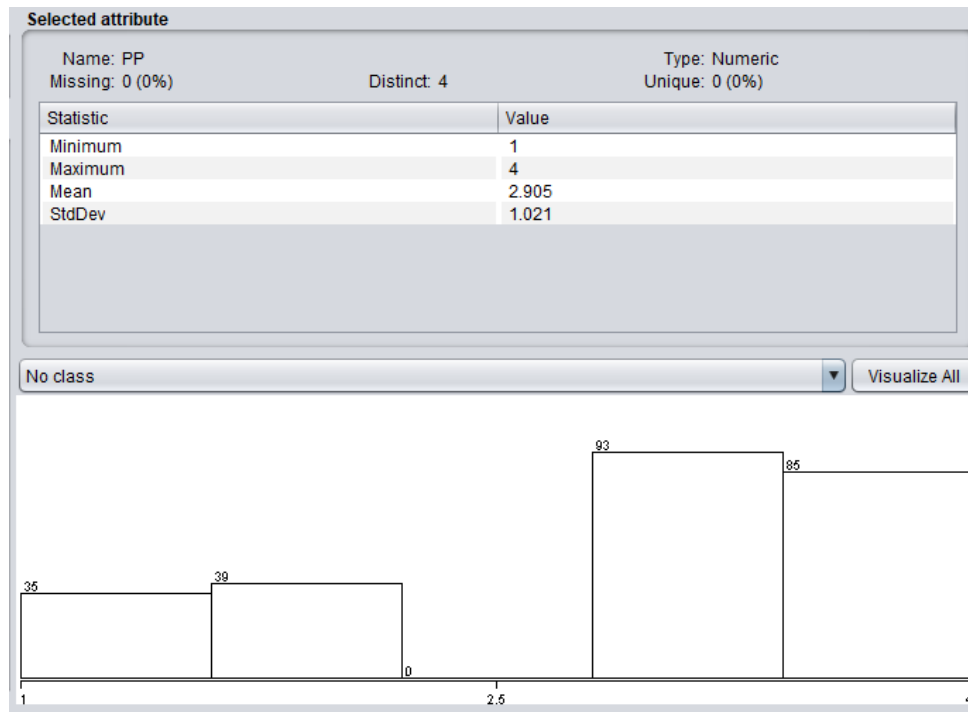 Selected attribute
Name: PP Type: Numeric
Missing: 0 (0%) Distinct: 4 Unique: 0 (0%)
Statistic Value
Minimum 1
Maximum 4
Mean 2.905
StdDev 1.021
No class Visualize All
93
85
39
35
0
1 2.5